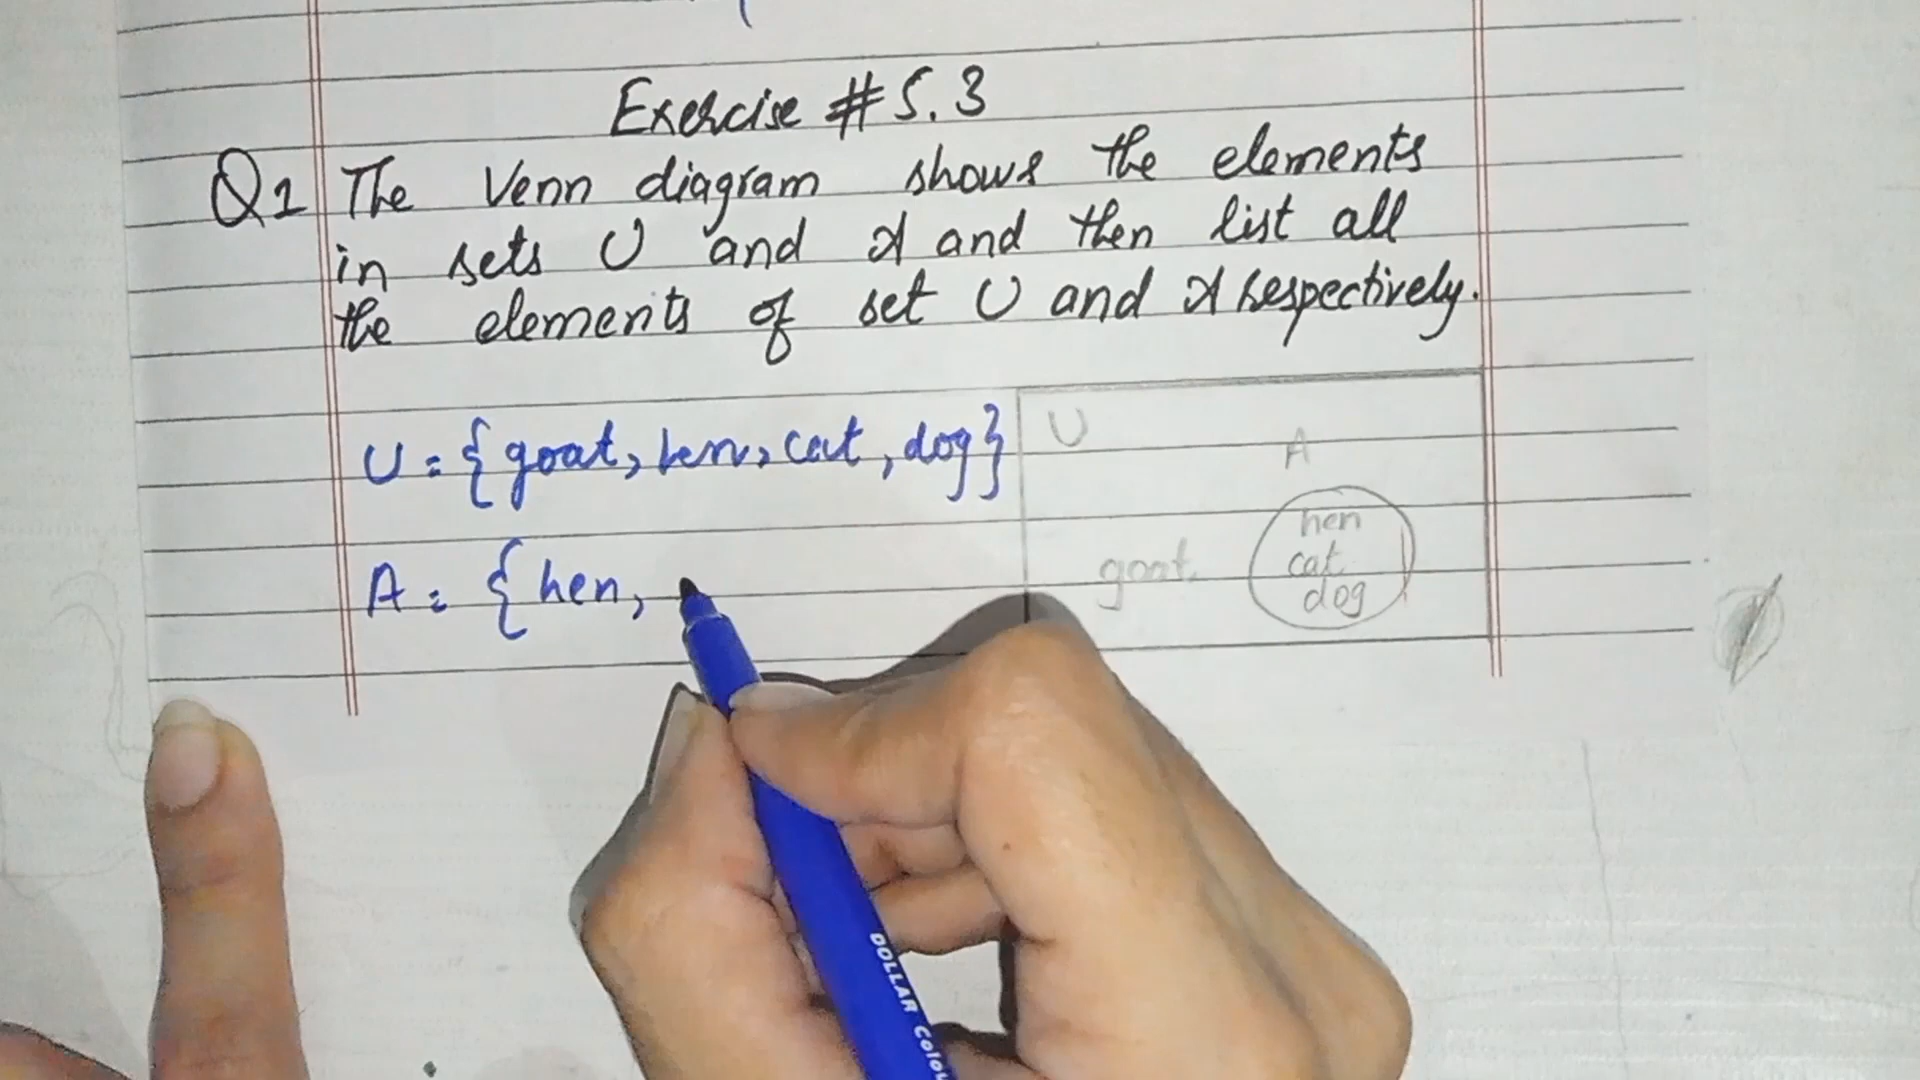 Exercise # 5.3
Q1 The Venn diagram shows the elements
in sets U and A and then list all
the elements of set U and A respectively.
U = {goat, hen, cat, dog}
A = {hen,
U
A
goat
hen
cat
dog
DOLLAR Colou